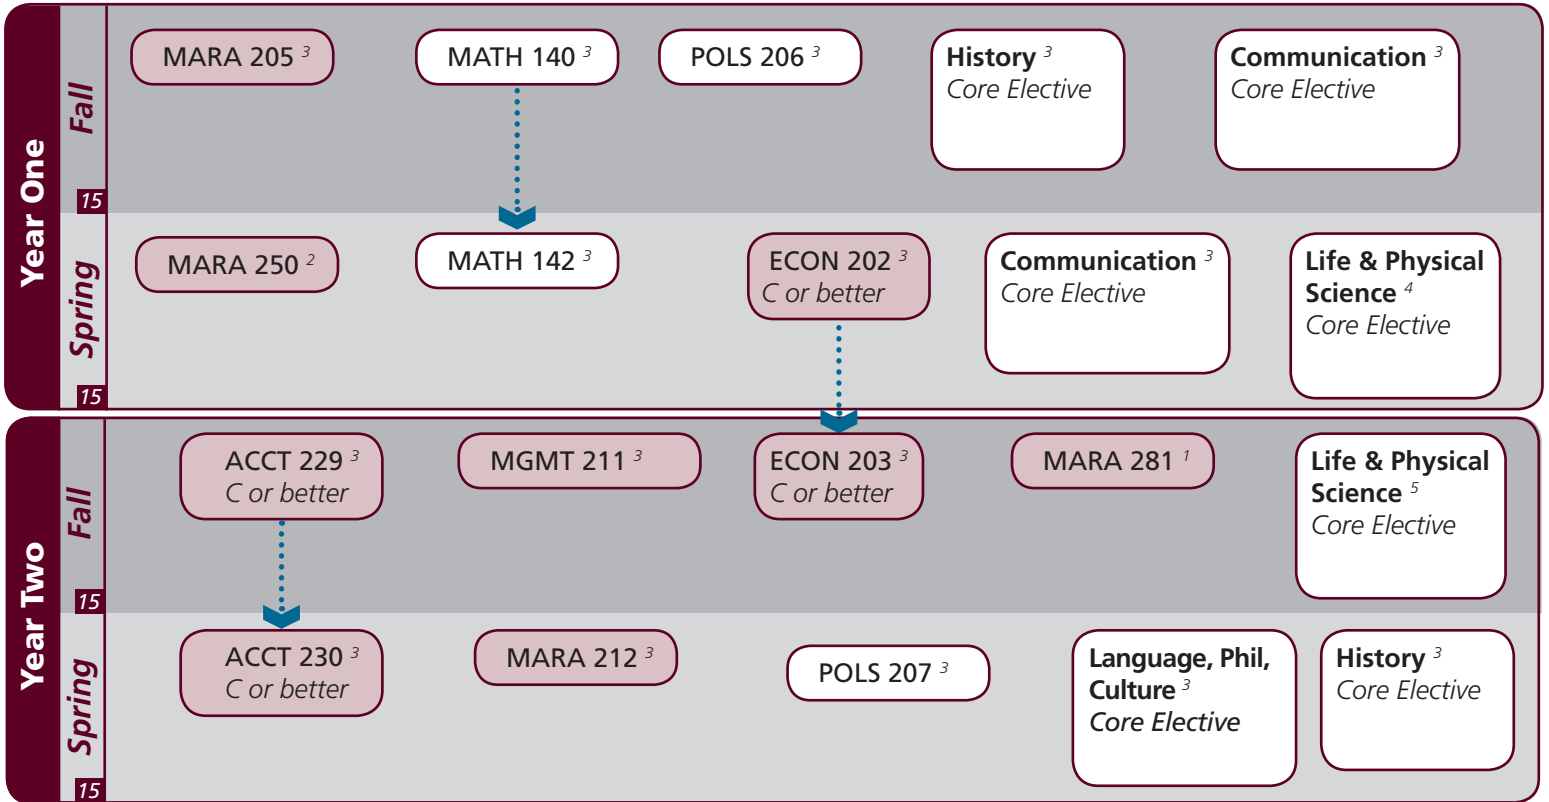 Year One
Fall
15
MARA 205 3
MATH 140 3
POLS 206 3
History 3
Core Elective
Communication 3
Core Elective
Spring
15
MARA 250 2
MATH 142 3
ECON 202 3
C or better
Communication 3
Core Elective
Life & Physical
Science 4
Core Elective
Year Two
Fall
15
ACCT 229 3
C or better
MGMT 211 3
ECON 203 3
C or better
MARA 281 1
Life & Physical
Science 5
Core Elective
Spring
15
ACCT 230 3
C or better
MARA 212 3
POLS 207 3
Language, Phil,
Culture 3
Core Elective
History 3
Core Elective